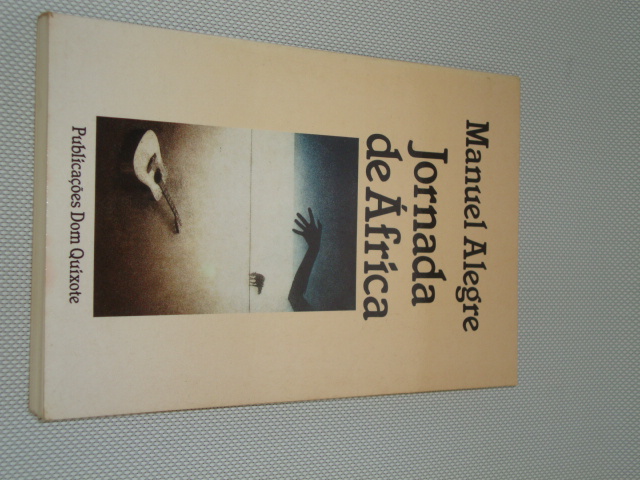 Manuel Alegre
Jornada
de África
Publicações Dom Quixote